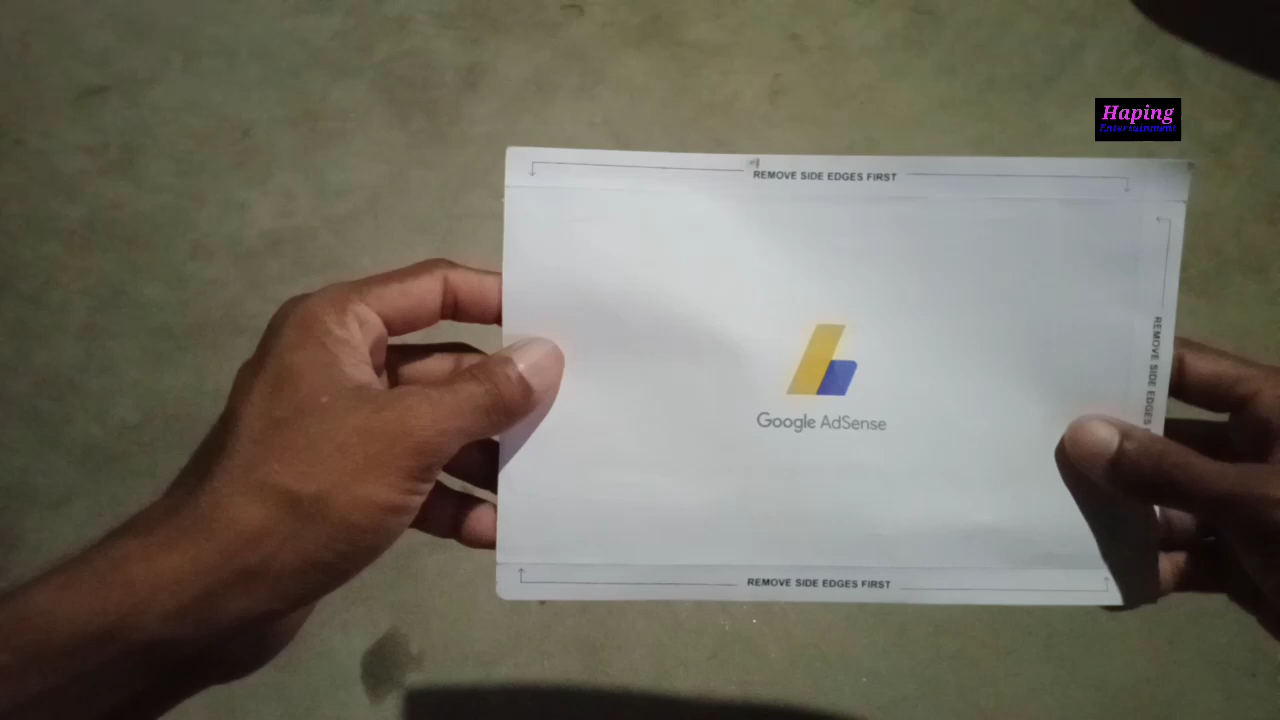 Haping
Entertainment
REMOVE SIDE EDGES FIRST
REMOVE SIDE EDGES
Google AdSense
REMOVE SIDE EDGES FIRST